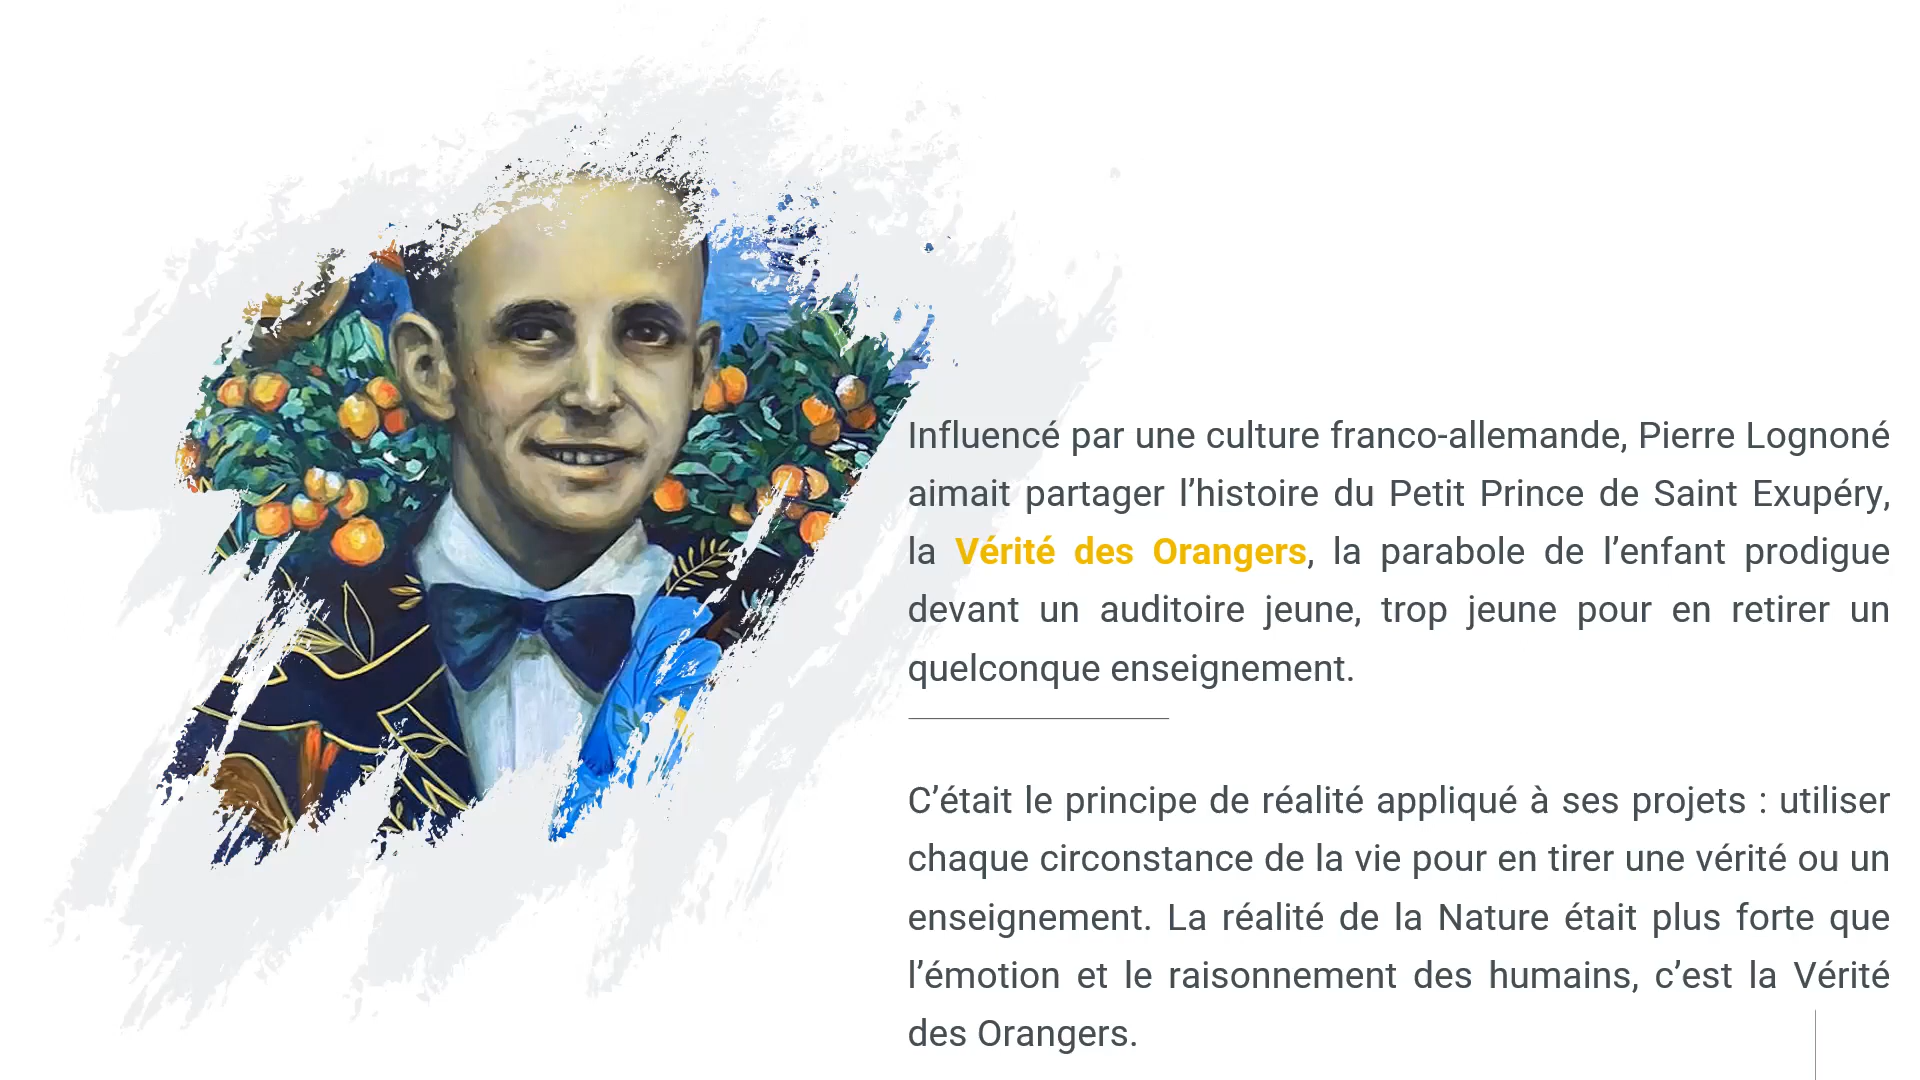 Influencé par une culture franco-allemande, Pierre Lognoné
aimait partager l’histoire du Petit Prince de Saint Exupéry,
la Vérité des Orangers, la parabole de l’enfant prodigue
devant un auditoire jeune, trop jeune pour en retirer un
quelconque enseignement.
C’était le principe de réalité appliqué à ses projets : utiliser
chaque circonstance de la vie pour en tirer une vérité ou un
enseignement. La réalité de la Nature était plus forte que
l’émotion et le raisonnement des humains, c’est la Vérité
des Orangers.